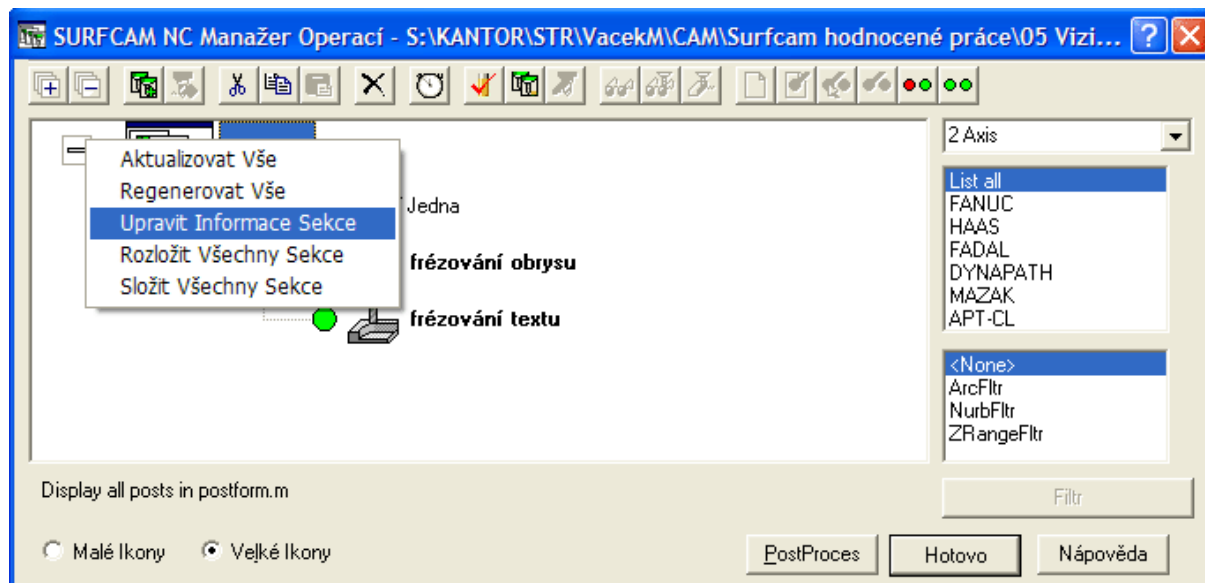 SURFCAM NC Manažer Operací - S:\KANTOR\STR\VacekM\CAM\Surfcam hodnocené práce\05 Vizi...
Aktualizovat Vše
Regenerovat Vše
Upravit Informace Sekce
Rozložit Všechny Sekce
Složit Všechny Sekce
Jedna
frézování obrysu
frézování textu
2 Axis
List all
FANUC
HAAS
FADAL
DYNAPATH
MAZAK
APT-CL
<None>
ArcFltr
NurbFltr
ZRangeFltr
Display all posts in postform.m
Filtr
Malé Ikony
Velké Ikony
PostProces
Hotovo
Nápověda